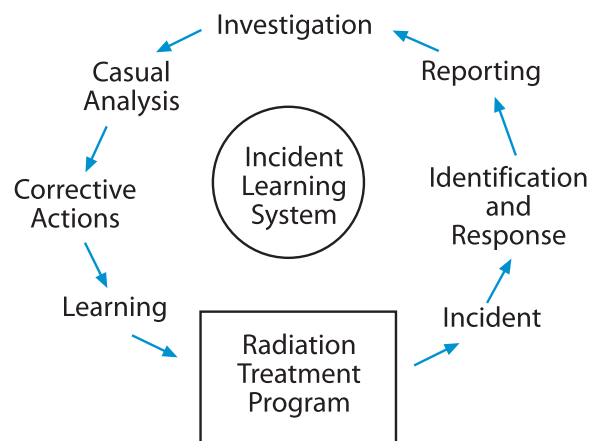 Investigation
Casual
Analysis
Reporting
Incident
Learning
System
Corrective
Actions
Identification
and
Response
Learning
Incident
Radiation
Treatment
Program